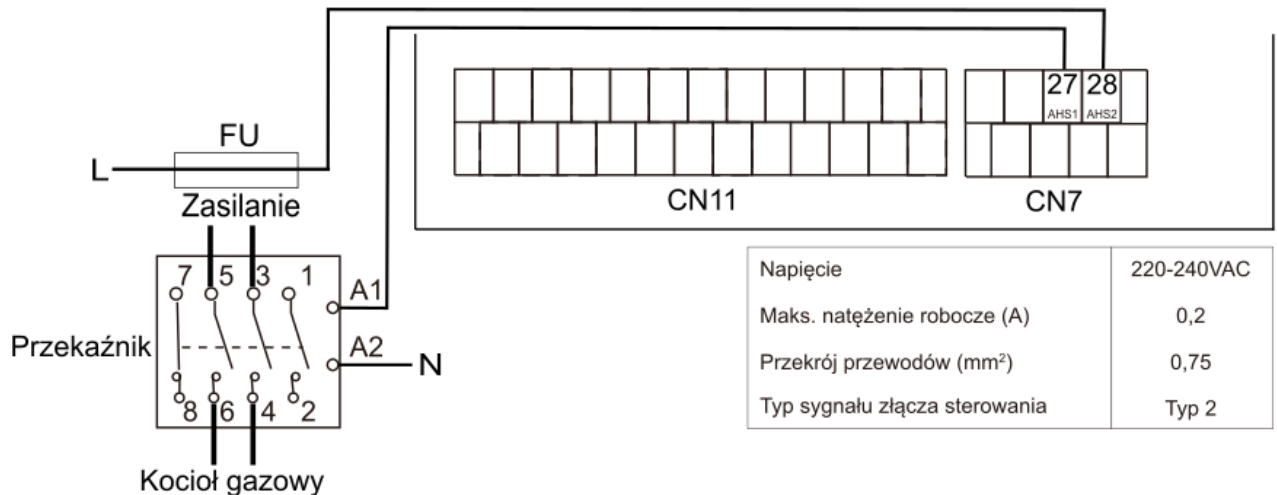 27 28
AHS1 AHS2
FU
L
Zasilanie
CN11
CN7
7 5 3 1
A1
Przekaźnik
A2
N
8 6 4 2
Kocioł gazowy
Napięcie 220-240VAC
Maks. natężenie robocze (A) 0,2
Przekrój przewodów (mm²) 0,75
Typ sygnału złącza sterowania Typ 2